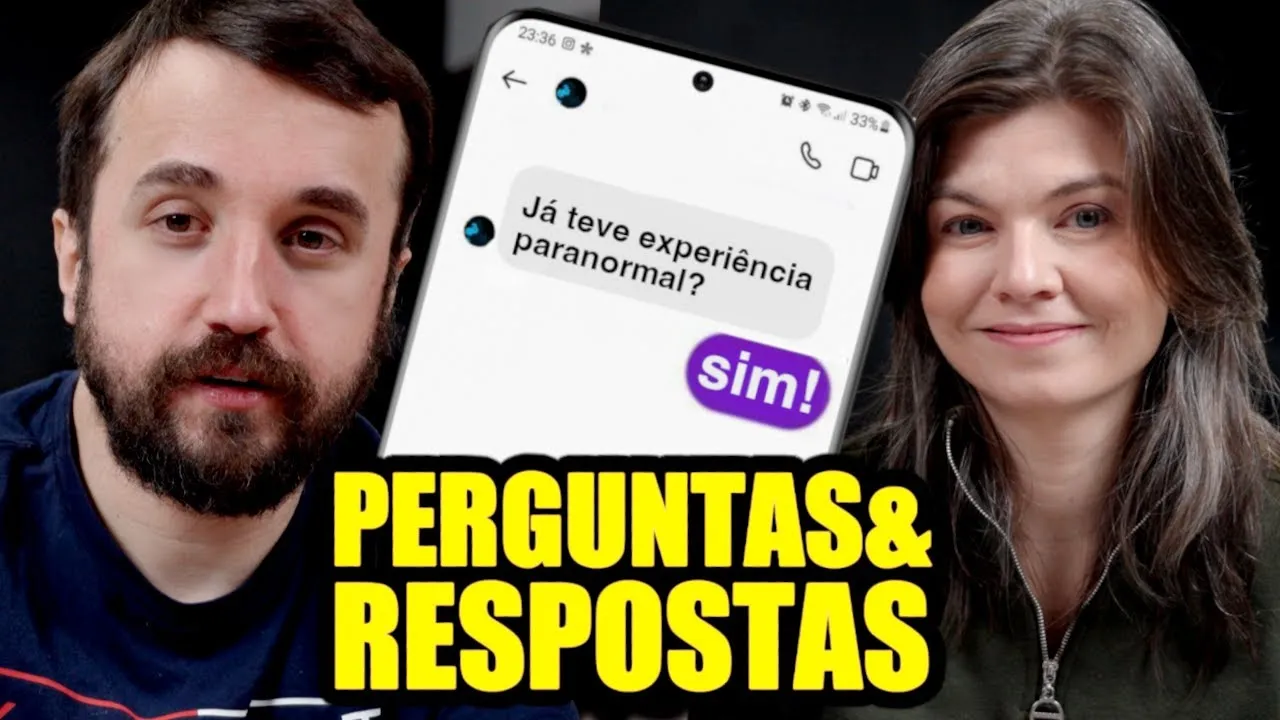 23:36
33%
Já teve experiência
paranormal?
sim!
PERGUNTAS&
RESPOSTAS